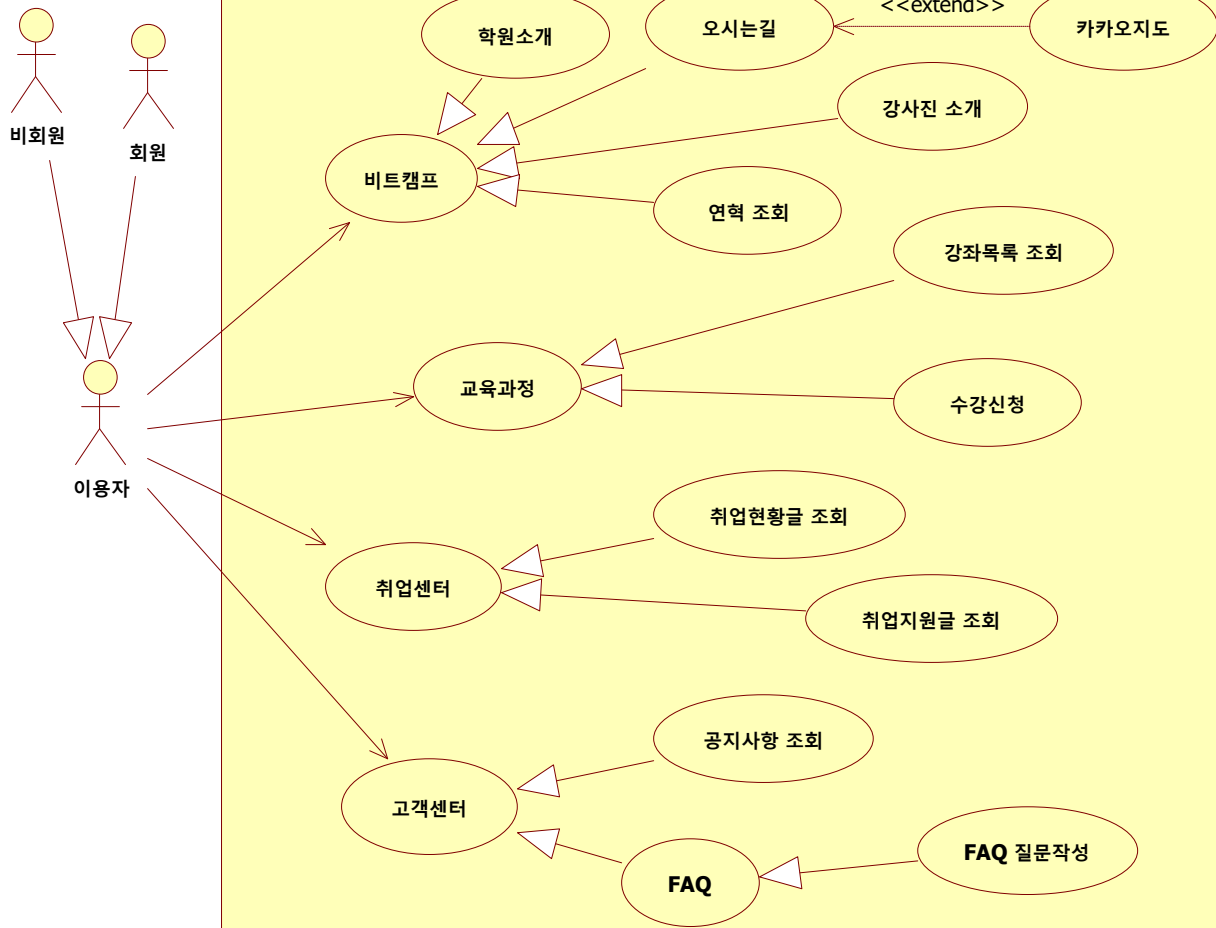 <<extend>>
학원소개
오시는길
카카오지도
비회원
회원
강사진 소개
비트캠프
연혁 조회
강좌목록 조회
교육과정
수강신청
이용자
취업현황글 조회
취업센터
취업지원글 조회
공지사항 조회
고객센터
FAQ
FAQ 질문작성